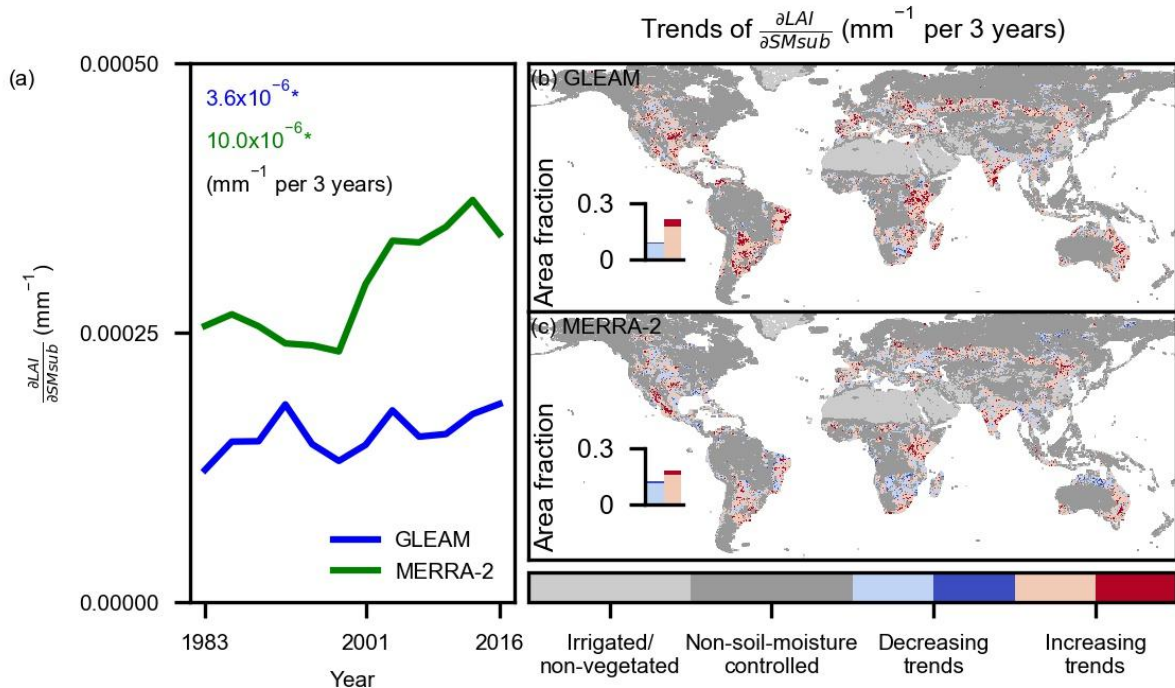 Trends of ∂LAI/∂SMsub (mm⁻¹ per 3 years)
(a)
0.00050
0.00025
0.00000
∂LAI/∂SMsub (mm⁻¹)
3.6x10⁻⁶*
10.0x10⁻⁶*
(mm⁻¹ per 3 years)
GLEAM
MERRA-2
1983
2001
2016
Year
(b) GLEAM
Area fraction
0.3
0
(c) MERRA-2
Area fraction
0.3
0
Irrigated/
non-vegetated
Non-soil-moisture
controlled
Decreasing
trends
Increasing
trends